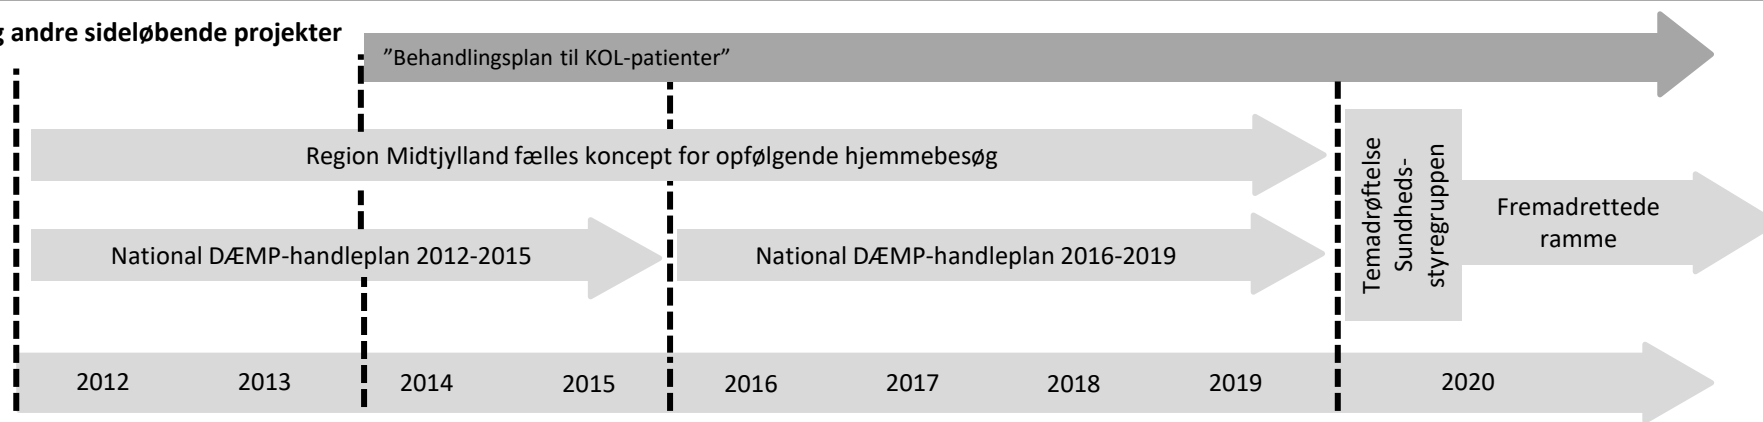 g andre sideløbende projekter
”Behandlingsplan til KOL-patienter”
Region Midtjylland fælles koncept for opfølgende hjemmebesøg
National DÆMP-handleplan 2012-2015
National DÆMP-handleplan 2016-2019
Temadrøftelse
Sundheds-
styregruppen
Fremadrettede
ramme
2012 2013 2014 2015 2016 2017 2018 2019 2020